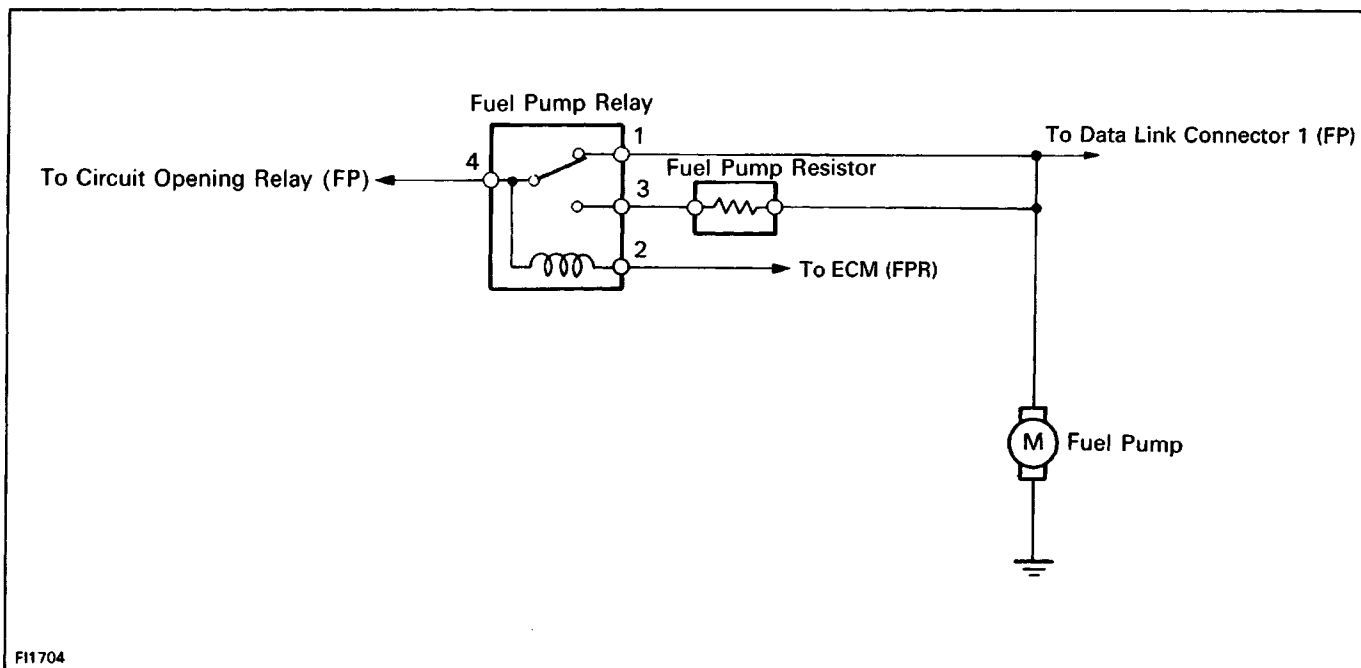 Fuel Pump Relay
1
To Data Link Connector 1 (FP)
4
Fuel Pump Resistor
To Circuit Opening Relay (FP)
3
2
To ECM (FPR)
M
Fuel Pump
FI1704